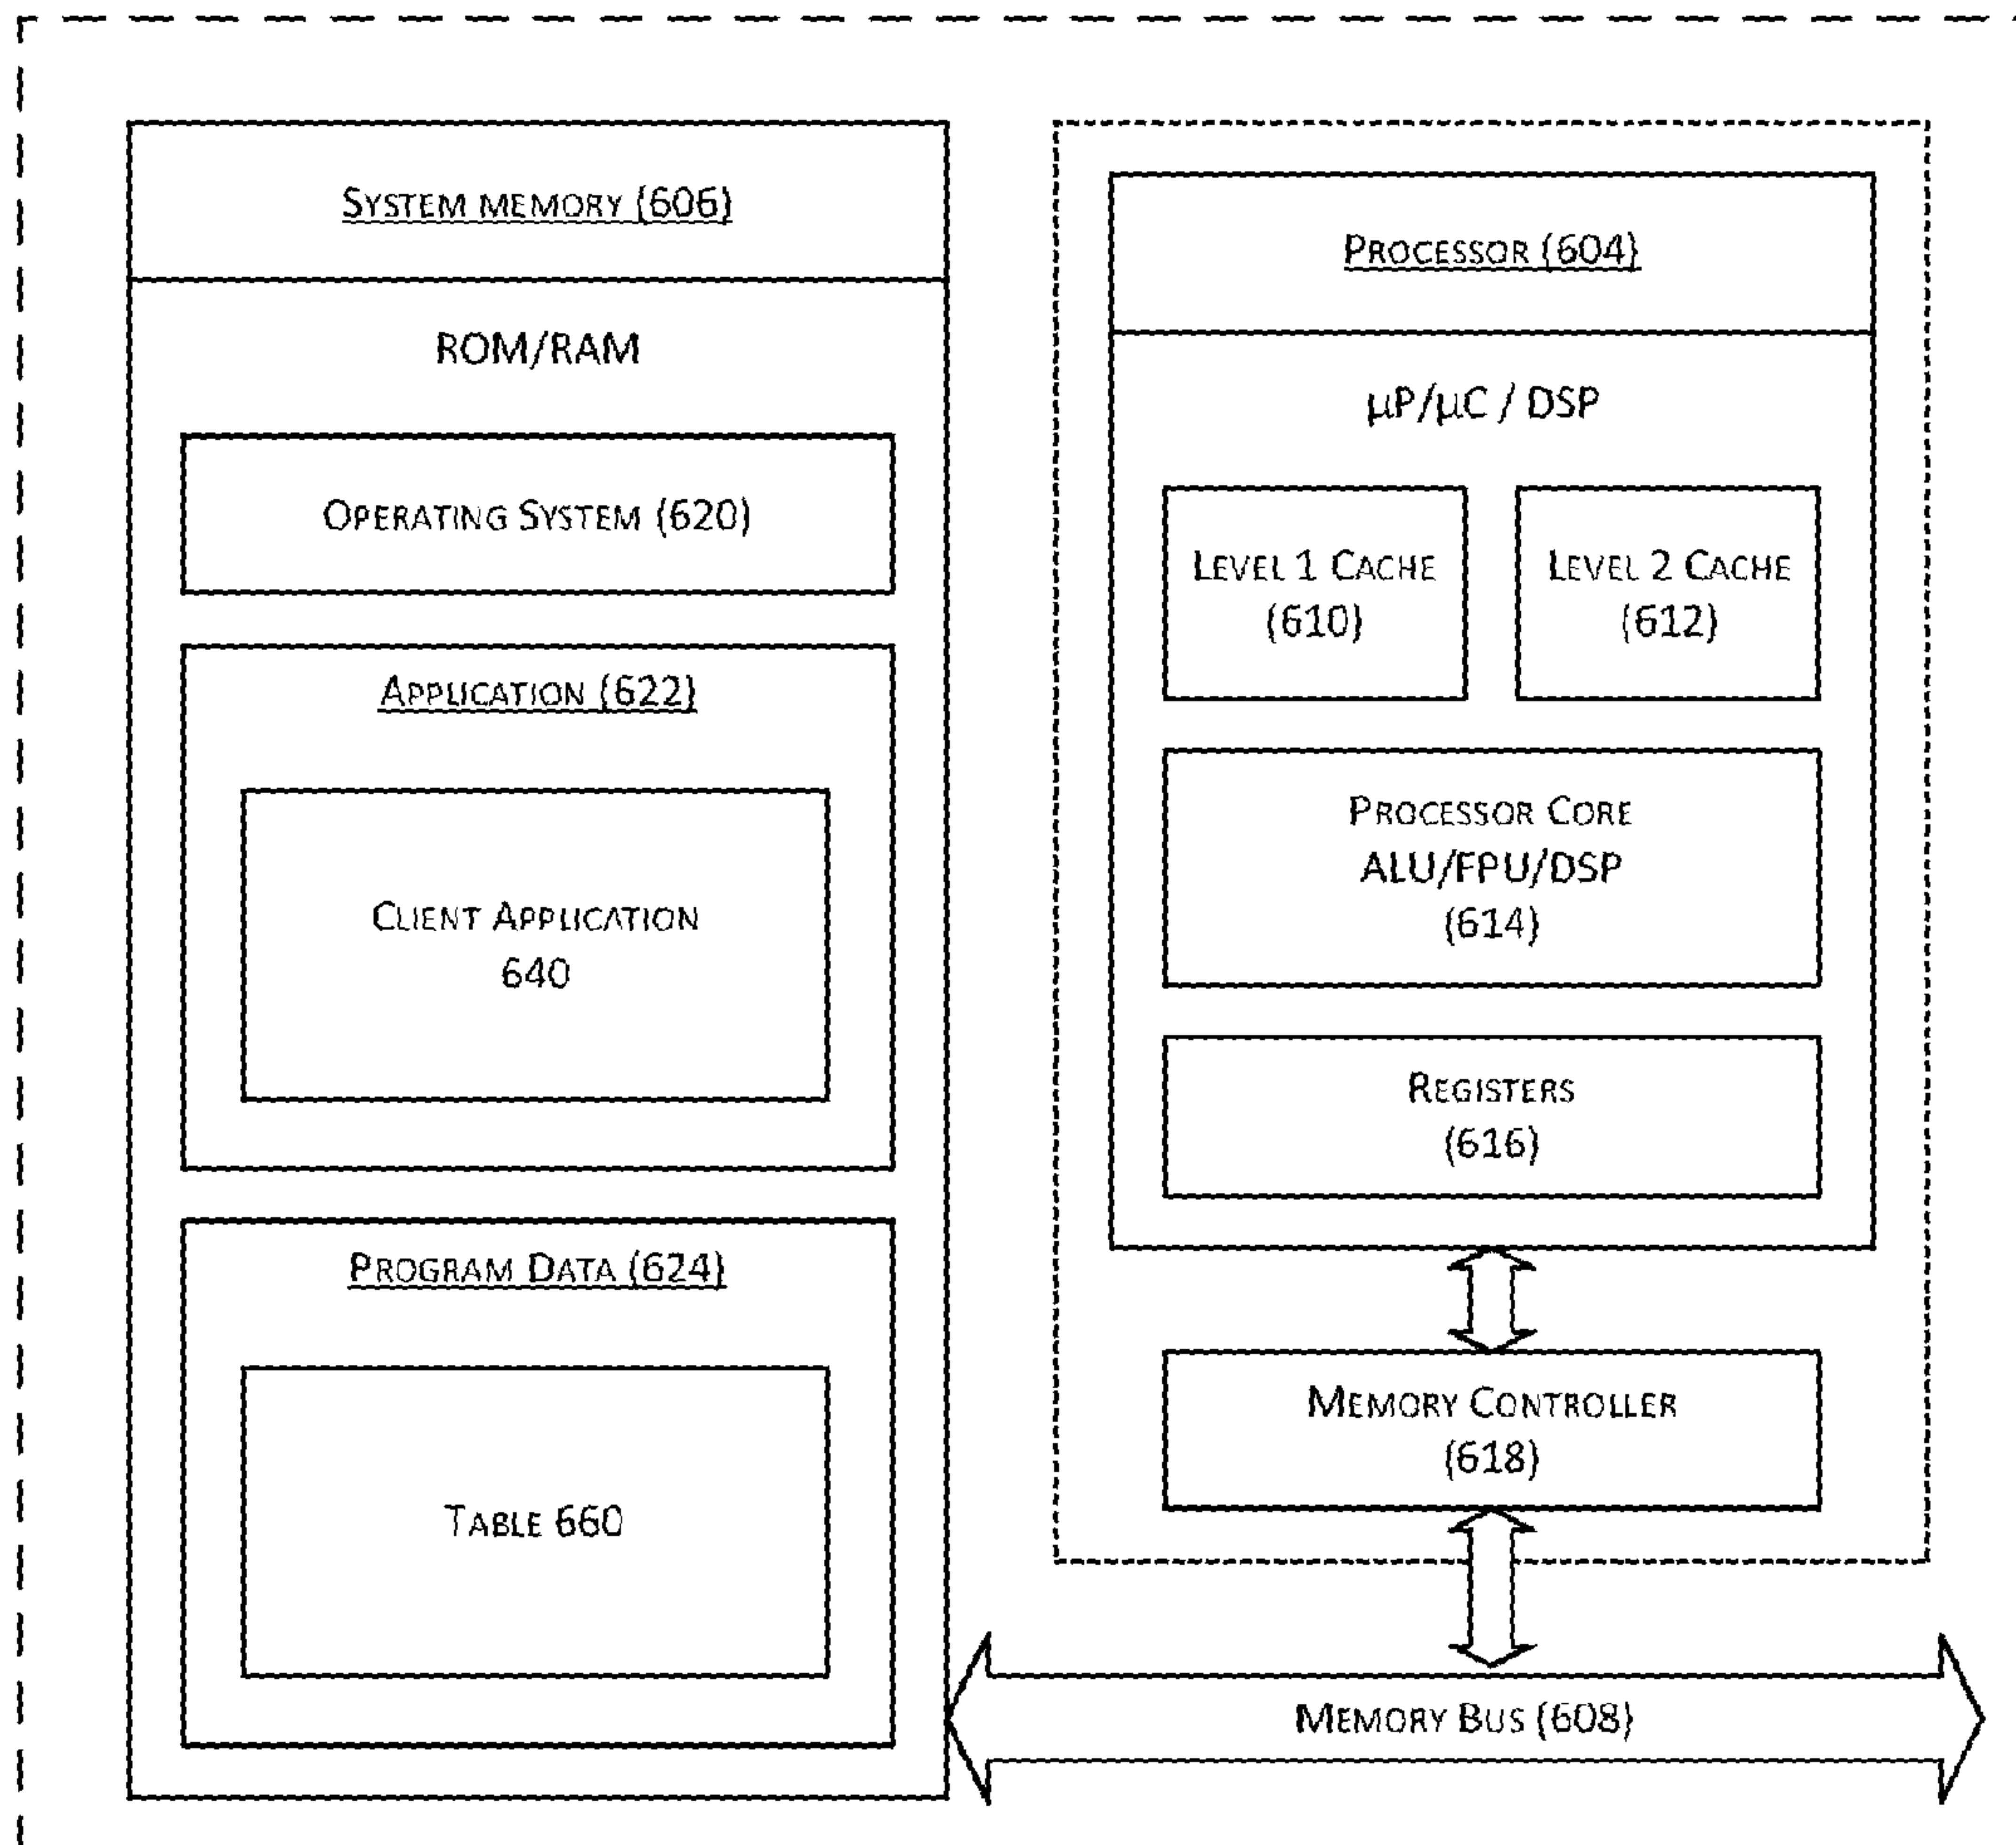 SYSTEM MEMORY (606)
ROM/RAM
OPERATING SYSTEM (620)
APPLICATION (622)
CLIENT APPLICATION
640
PROGRAM DATA (624)
TABLE 660
PROCESSOR (604)
μP/μC / DSP
LEVEL 1 CACHE
(610)
LEVEL 2 CACHE
(612)
PROCESSOR CORE
ALU/FPU/DSP
(614)
REGISTERS
(616)
MEMORY CONTROLLER
(618)
MEMORY BUS (608)